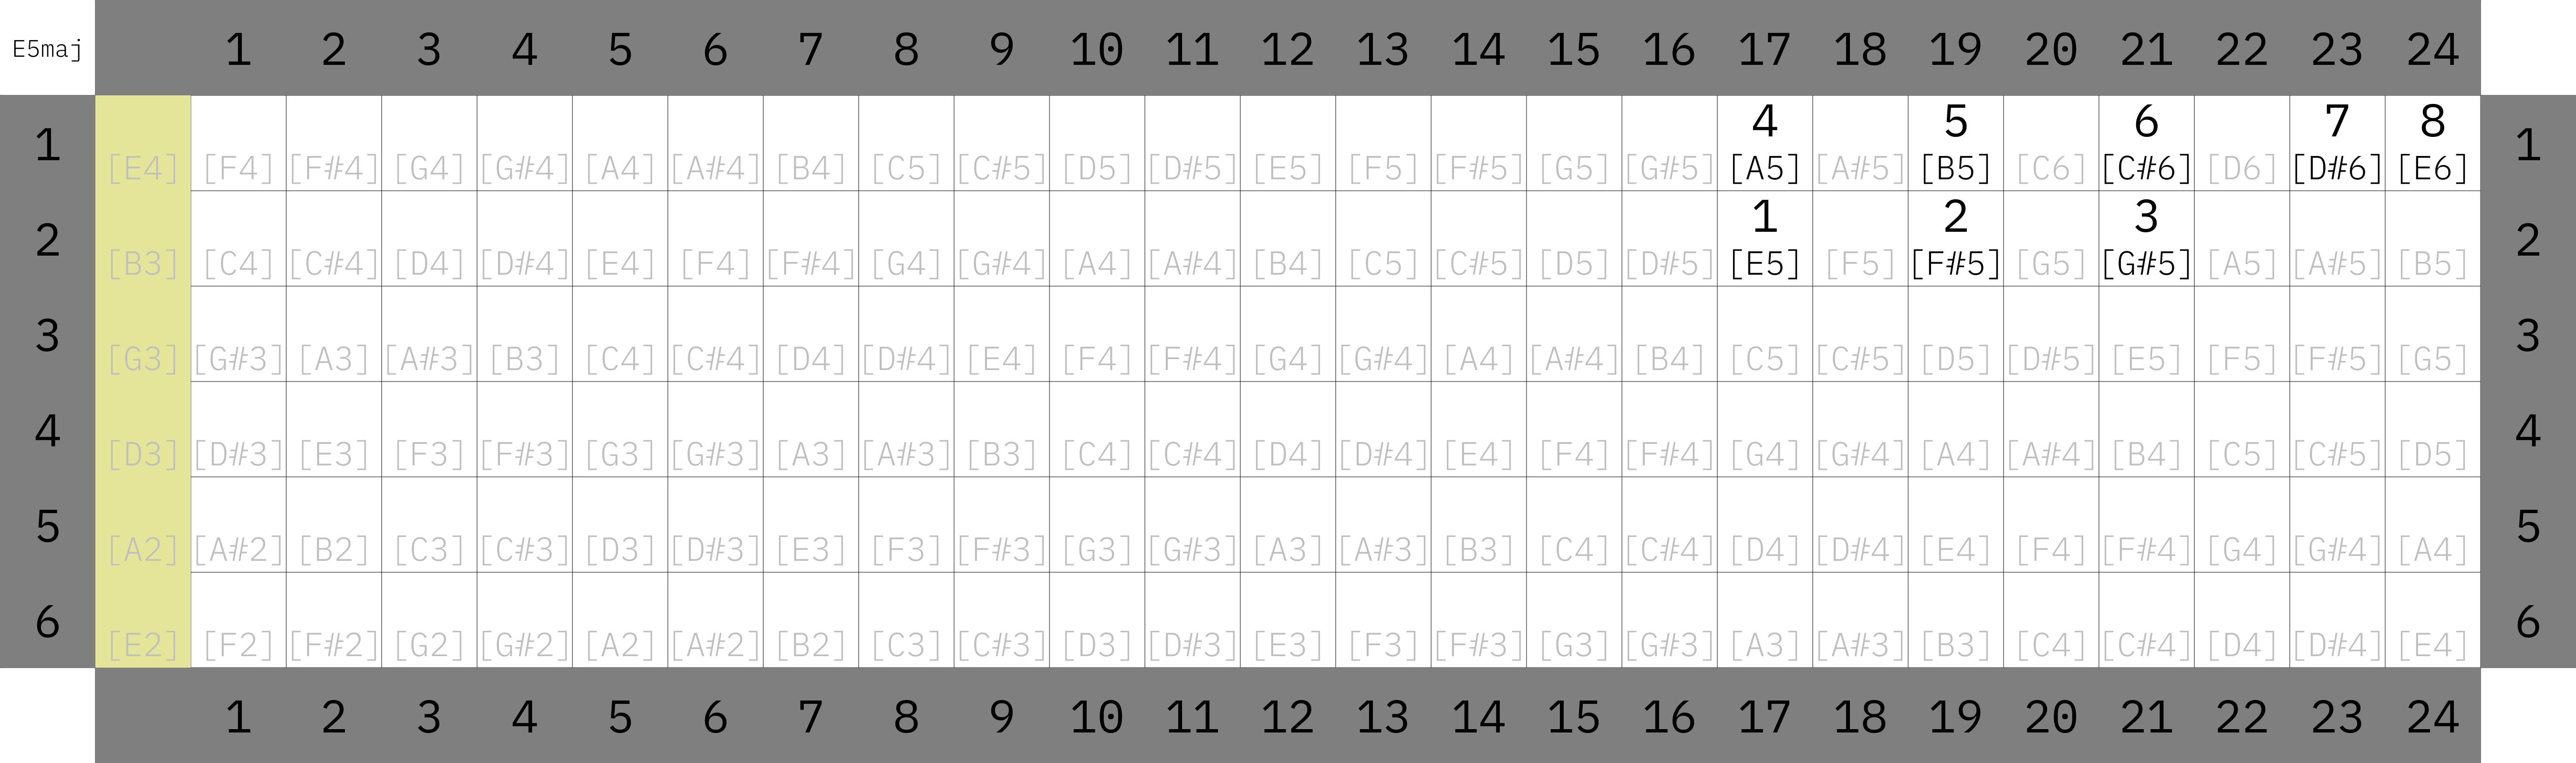 E5maj 1 2 3 4 5 6 7 8 9 10 11 12 13 14 15 16 17 18 19 20 21 22 23 24
4 5 6 7 8
1 [E4] [F4] [F#4] [G4] [G#4] [A4] [A#4] [B4] [C5] [C#5] [D5] [D#5] [E5] [F5] [F#5] [G5] [G#5] [A5] [A#5] [B5] [C6] [C#6] [D6] [D#6] [E6] 1
1 2 3
2 [B3] [C4] [C#4] [D4] [D#4] [E4] [F4] [F#4] [G4] [G#4] [A4] [A#4] [B4] [C5] [C#5] [D5] [D#5] [E5] [F5] [F#5] [G5] [G#5] [A5] [A#5] [B5] 2
3 [G3] [G#3] [A3] [A#3] [B3] [C4] [C#4] [D4] [D#4] [E4] [F4] [F#4] [G4] [G#4] [A4] [A#4] [B4] [C5] [C#5] [D5] [D#5] [E5] [F5] [F#5] [G5] 3
4 [D3] [D#3] [E3] [F3] [F#3] [G3] [G#3] [A3] [A#3] [B3] [C4] [C#4] [D4] [D#4] [E4] [F4] [F#4] [G4] [G#4] [A4] [A#4] [B4] [C5] [C#5] [D5] 4
5 [A2] [A#2] [B2] [C3] [C#3] [D3] [D#3] [E3] [F3] [F#3] [G3] [G#3] [A3] [A#3] [B3] [C4] [C#4] [D4] [D#4] [E4] [F4] [F#4] [G4] [G#4] [A4] 5
6 [E2] [F2] [F#2] [G2] [G#2] [A2] [A#2] [B2] [C3] [C#3] [D3] [D#3] [E3] [F3] [F#3] [G3] [G#3] [A3] [A#3] [B3] [C4] [C#4] [D4] [D#4] [E4] 6
1 2 3 4 5 6 7 8 9 10 11 12 13 14 15 16 17 18 19 20 21 22 23 24